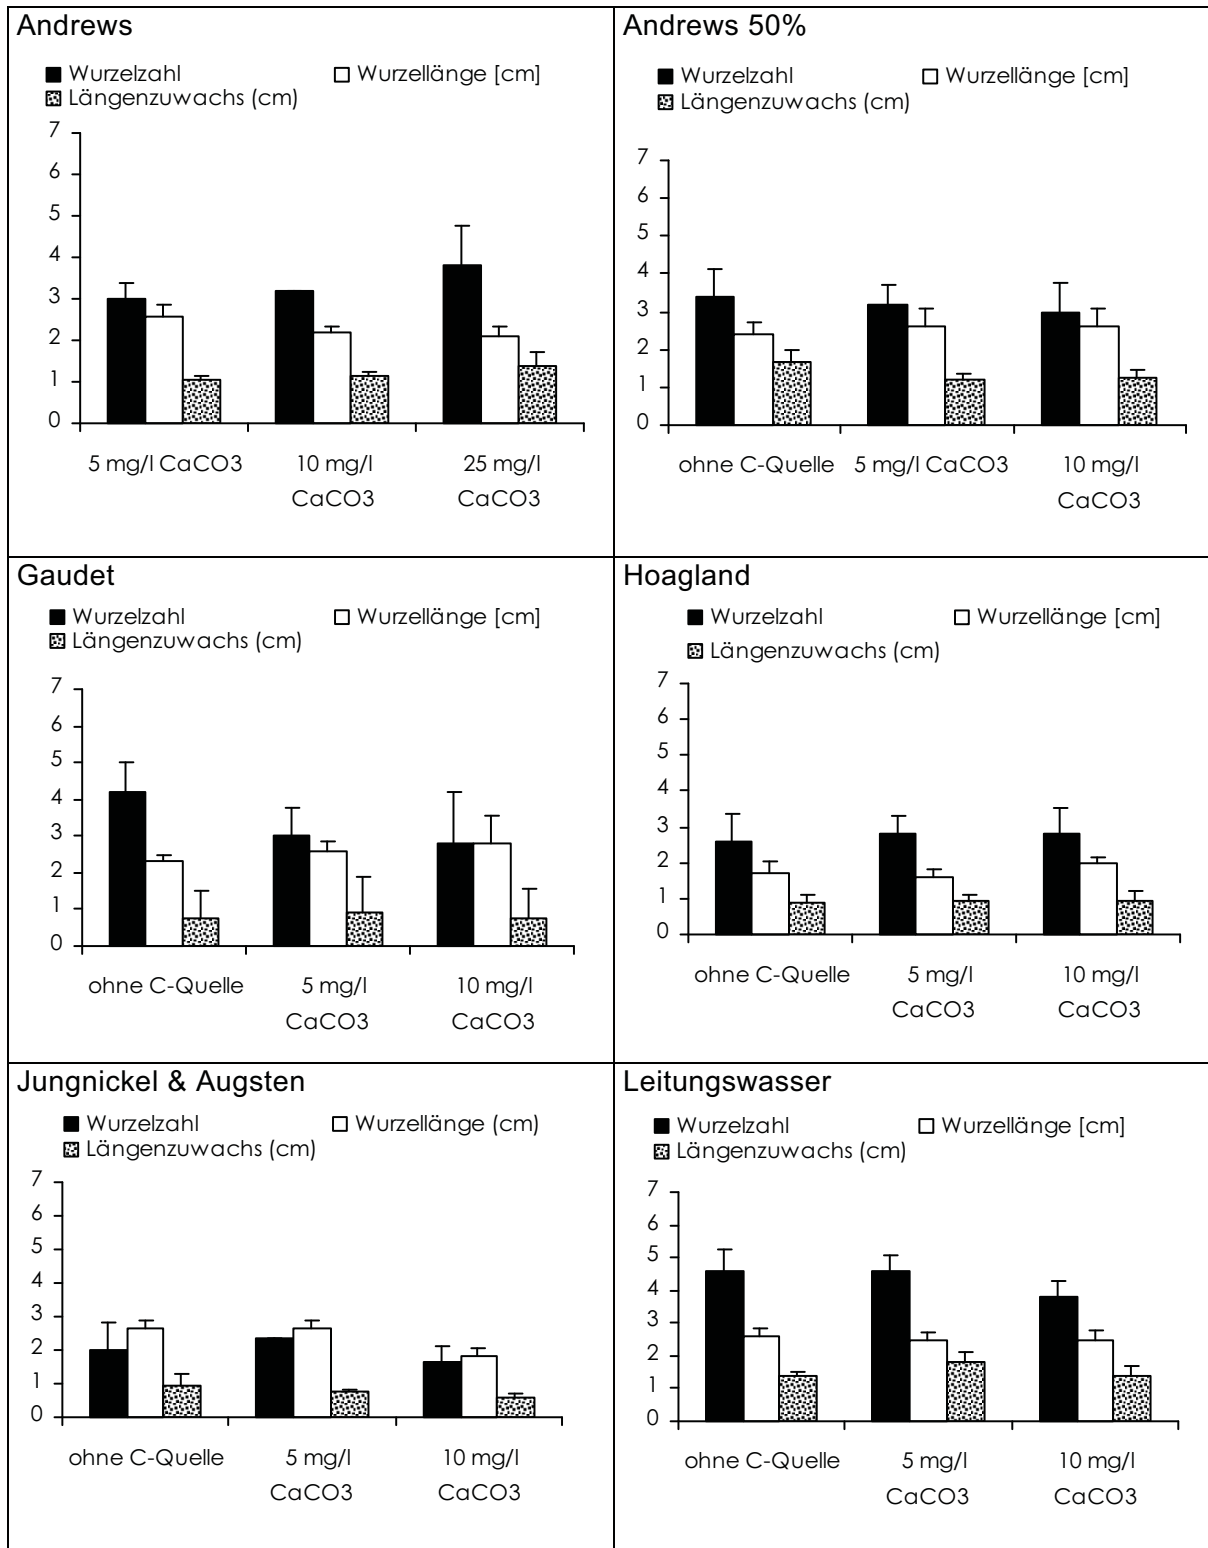 Andrews
Wurzelzahl Wurzellänge [cm]
Längenzuwachs (cm)
7
6
5
4
3
2
1
0
5 mg/l CaCO3 10 mg/l 25 mg/l
CaCO3 CaCO3
Andrews 50%
Wurzelzahl Wurzellänge [cm]
Längenzuwachs (cm)
7
6
5
4
3
2
1
0
ohne C-Quelle 5 mg/l CaCO3 10 mg/l
CaCO3
Gaudet
Wurzelzahl Wurzellänge [cm]
Längenzuwachs (cm)
7
6
5
4
3
2
1
0
ohne C-Quelle 5 mg/l 10 mg/l
CaCO3 CaCO3
Hoagland
Wurzelzahl Wurzellänge [cm]
Längenzuwachs (cm)
7
6
5
4
3
2
1
0
ohne C-Quelle 5 mg/l 10 mg/l
CaCO3 CaCO3
Jungnickel & Augsten
Wurzelzahl Wurzellänge (cm)
Längenzuwachs (cm)
7
6
5
4
3
2
1
0
ohne C-Quelle 5 mg/l 10 mg/l
CaCO3 CaCO3
Leitungswasser
Wurzelzahl Wurzellänge [cm]
Längenzuwachs (cm)
7
6
5
4
3
2
1
0
ohne C-Quelle 5 mg/l 10 mg/l
CaCO3 CaCO3